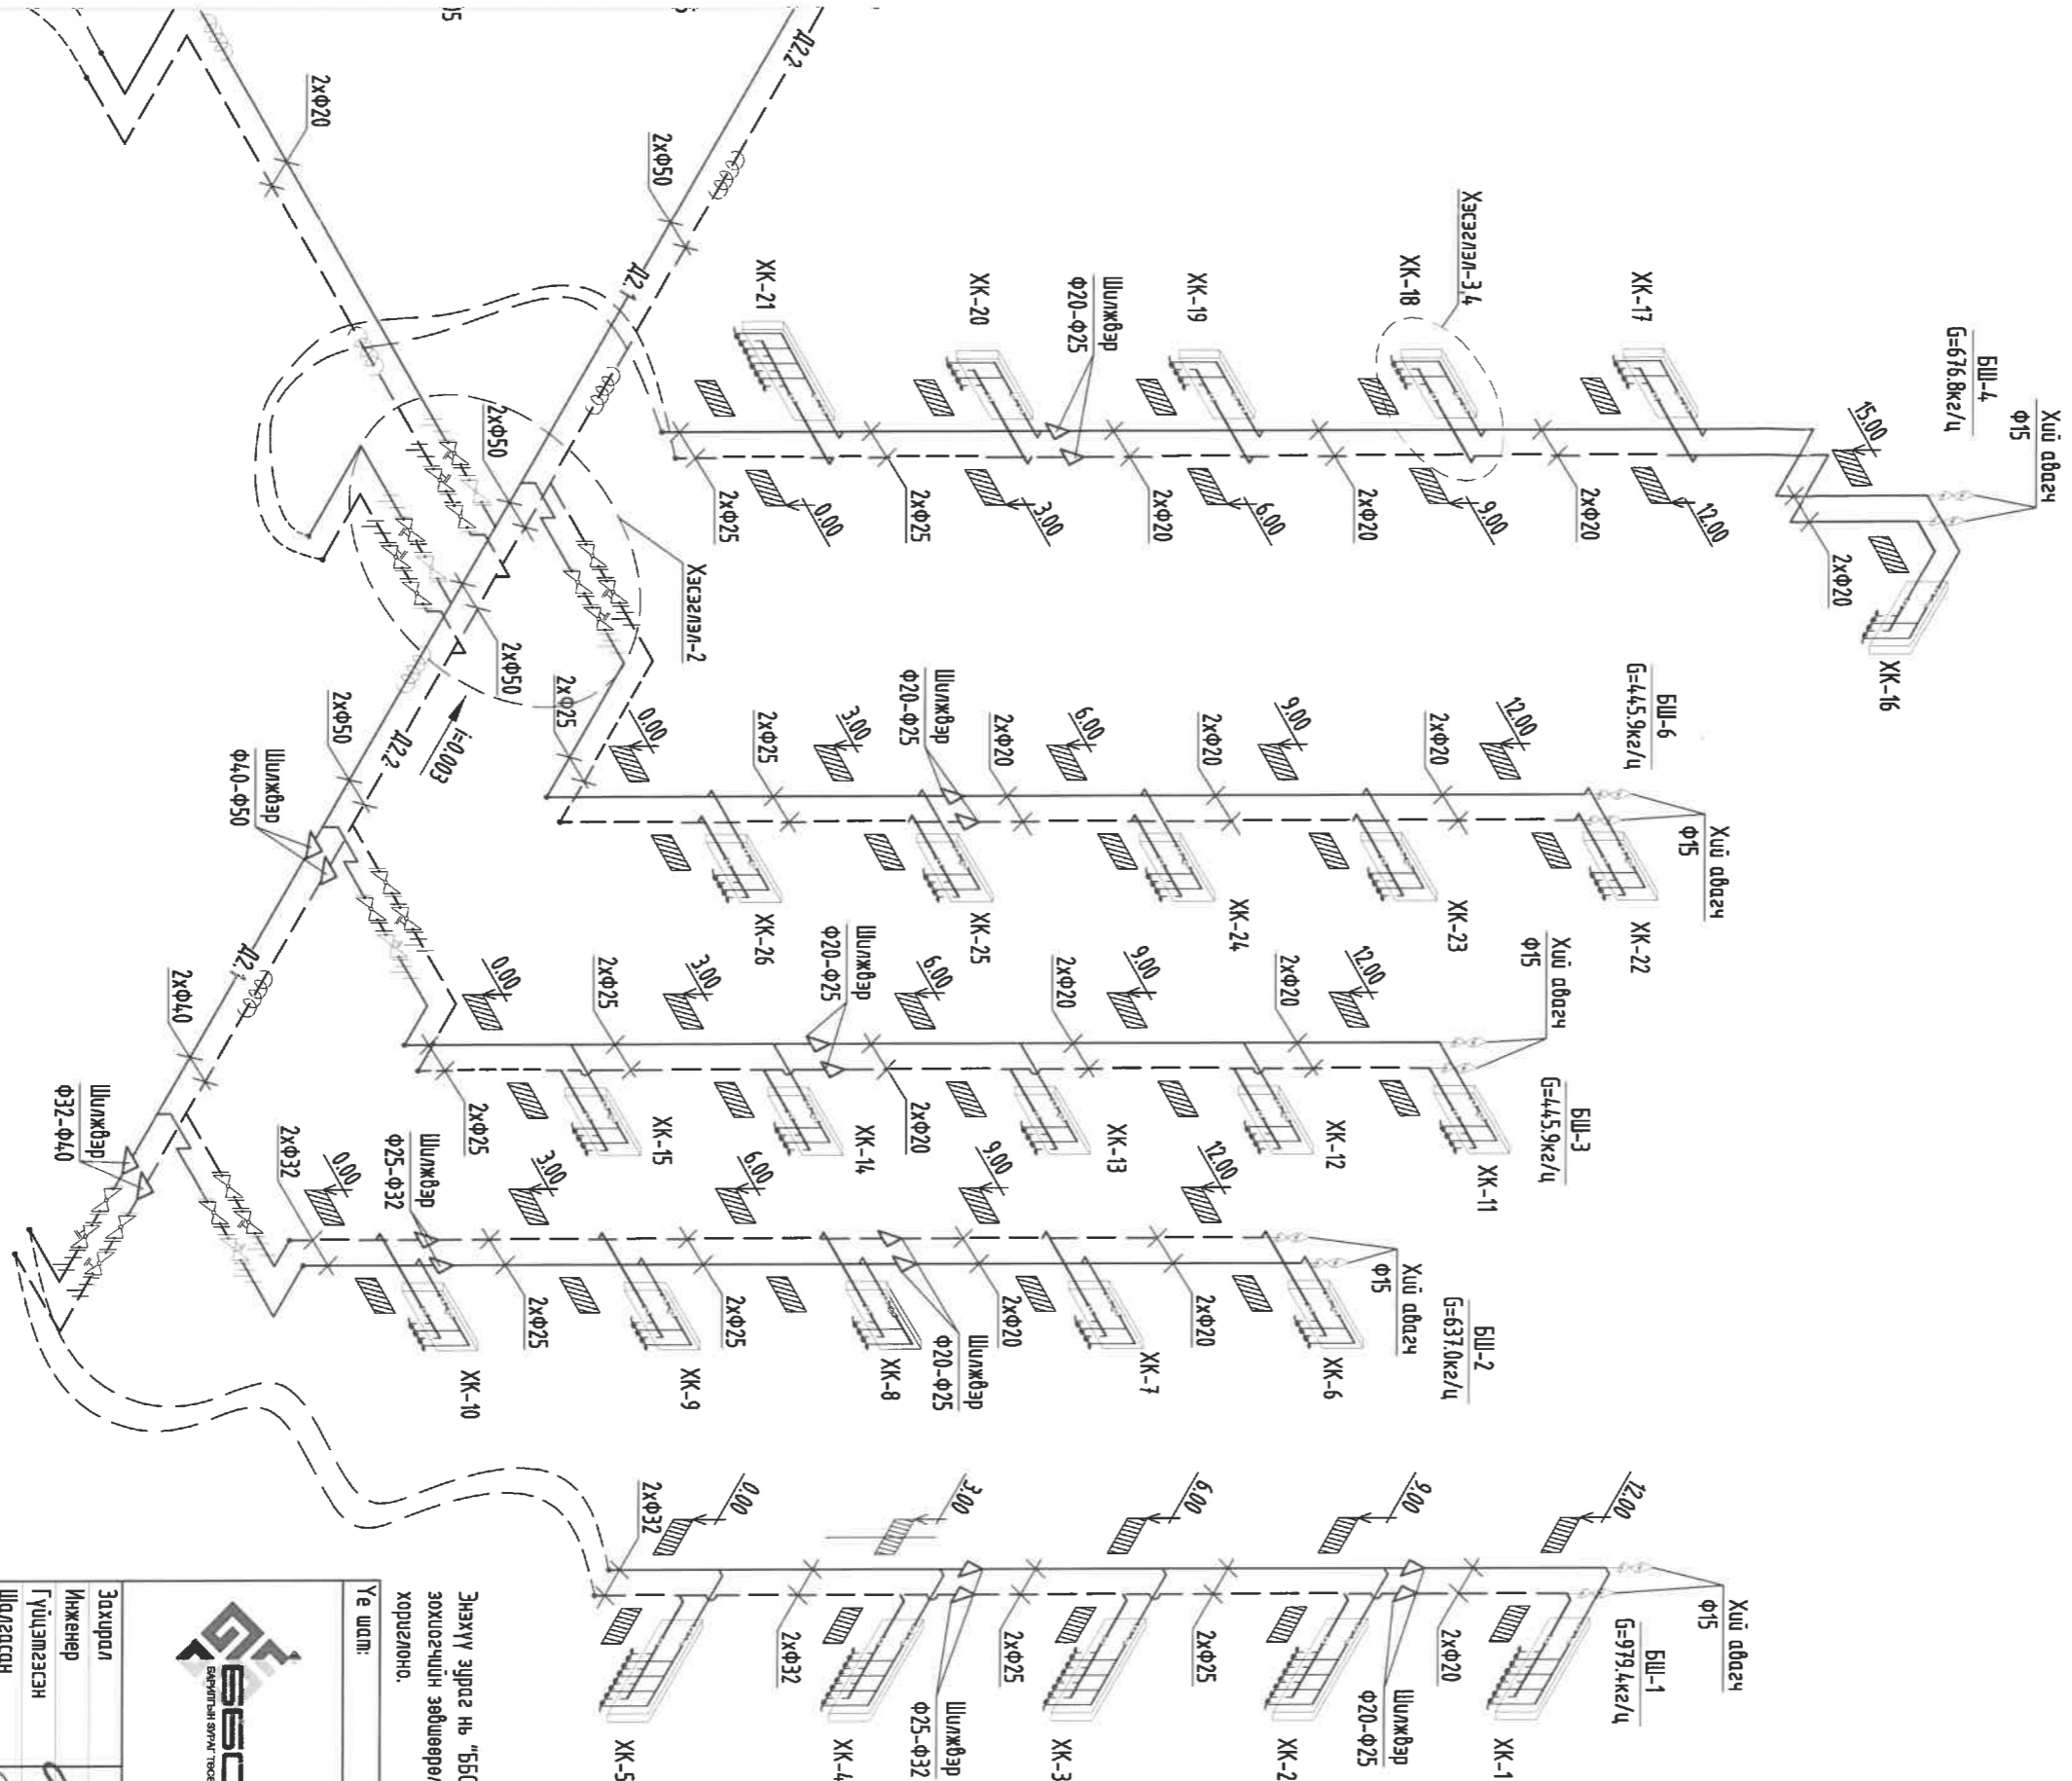 Хий авагч
Ф15
БШ-4
G=676.8кг/ц
15.00
2хФ20
ХК-16
ХК-17
12.00
2хФ20
Хэсэглэл-3,4
ХК-18
9.00
2хФ20
ХК-19
6.00
2хФ20
Шилжвэр
Ф20-Ф25
ХК-20
3.00
2хФ25
ХК-21
0.00
2хФ25
Д2.2
2хФ50
Д2.1
2хФ20
2хФ50
2хФ50
Хэсэглэл-2
i=0.003
Хий авагч
Ф15
БШ-6
G=445.9кг/ц
12.00
ХК-22
2хФ20
9.00
ХК-23
2хФ20
6.00
ХК-24
2хФ20
Шилжвэр
Ф20-Ф25
3.00
ХК-25
2хФ25
0.00
ХК-26
2хФ25
2хФ50
Д2.2
Шилжвэр
Ф40-Ф50
Хий авагч
Ф15
БШ-3
G=445.9кг/ц
12.00
ХК-11
2хФ20
9.00
ХК-12
2хФ20
6.00
ХК-13
2хФ20
Шилжвэр
Ф20-Ф25
3.00
ХК-14
2хФ25
0.00
ХК-15
2хФ25
Д2.1
2хФ40
Шилжвэр
Ф32-Ф40
Хий авагч
Ф15
БШ-2
G=637.0кг/ц
12.00
ХК-6
2хФ20
9.00
ХК-7
2хФ20
Шилжвэр
Ф20-Ф25
6.00
ХК-8
2хФ25
3.00
ХК-9
2хФ25
Шилжвэр
Ф25-Ф32
0.00
ХК-10
2хФ32
Хий авагч
Ф15
БШ-1
G=979.4кг/ц
12.00
ХК-1
2хФ20
Шилжвэр
Ф20-Ф25
9.00
ХК-2
2хФ25
6.00
ХК-3
2хФ25
Шилжвэр
Ф25-Ф32
3.00
ХК-4
2хФ32
0.00
ХК-5
2хФ32
Энэхүү зураг нь "ББС
зохиогчийн зөвшөөрөл
хориглоно.
Үе шат:
ББС
БАРИЛГЫН ЗУРАГ ТӨСЛ
Захирал
Инженер
Гүйцэтгэсэн
Шалгасан